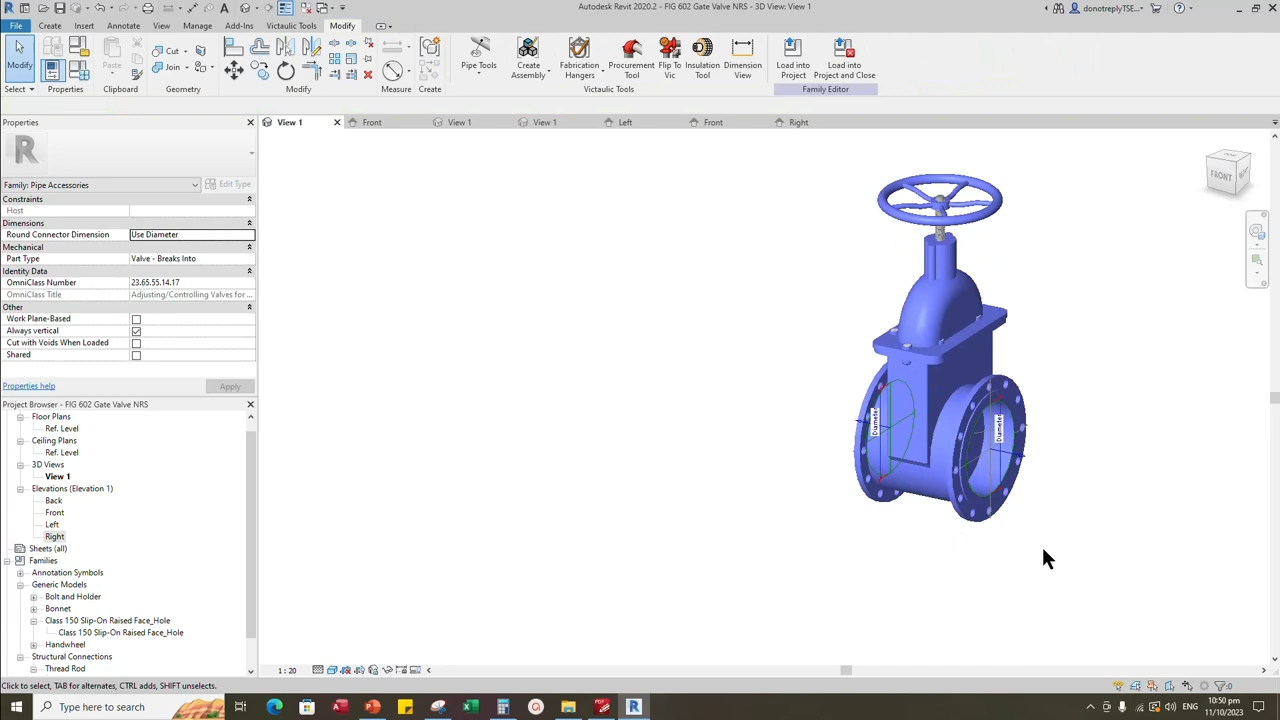 Autodesk Revit 2020.2 - FIG 602 Gate Valve NRS - 3D View: View 1
donotreplyTSE...
File
Create
Insert
Annotate
View
Manage
Add-Ins
Victaulic Tools
Modify
Modify
Paste
Cut
Join
Pipe Tools
Create Assembly
Fabrication Hangers
Procurement Tool
Flip To Vic
Insulation Tool
Dimension View
Load into Project
Load into Project and Close
Select
Properties
Clipboard
Geometry
Modify
Measure
Create
Victaulic Tools
Family Editor
Properties
View 1
Front
View 1
View 1
Left
Front
Right
Family: Pipe Accessories
Edit Type
Constraints
Host
Dimensions
Round Connector Dimension
Use Diameter
Mechanical
Part Type
Valve - Breaks Into
Identity Data
OmniClass Number
23.65.55.14.17
OmniClass Title
Adjusting/Controlling Valves for ...
Other
Work Plane-Based
Always vertical
Cut with Voids When Loaded
Shared
Properties help
Apply
Project Browser - FIG 602 Gate Valve NRS
Floor Plans
Ref. Level
Ceiling Plans
Ref. Level
3D Views
View 1
Elevations (Elevation 1)
Back
Front
Left
Right
Sheets (all)
Families
Annotation Symbols
Generic Models
Bolt and Holder
Bonnet
Class 150 Slip-On Raised Face_Hole
Class 150 Slip-On Raised Face_Hole
Handwheel
Structural Connections
Thread Rod
FRONT
Diameter
Diameter
1 : 20
Click to select, TAB for alternates, CTRL adds, SHIFT unselects.
:0
Type here to search
10:50 pm
11/10/2023